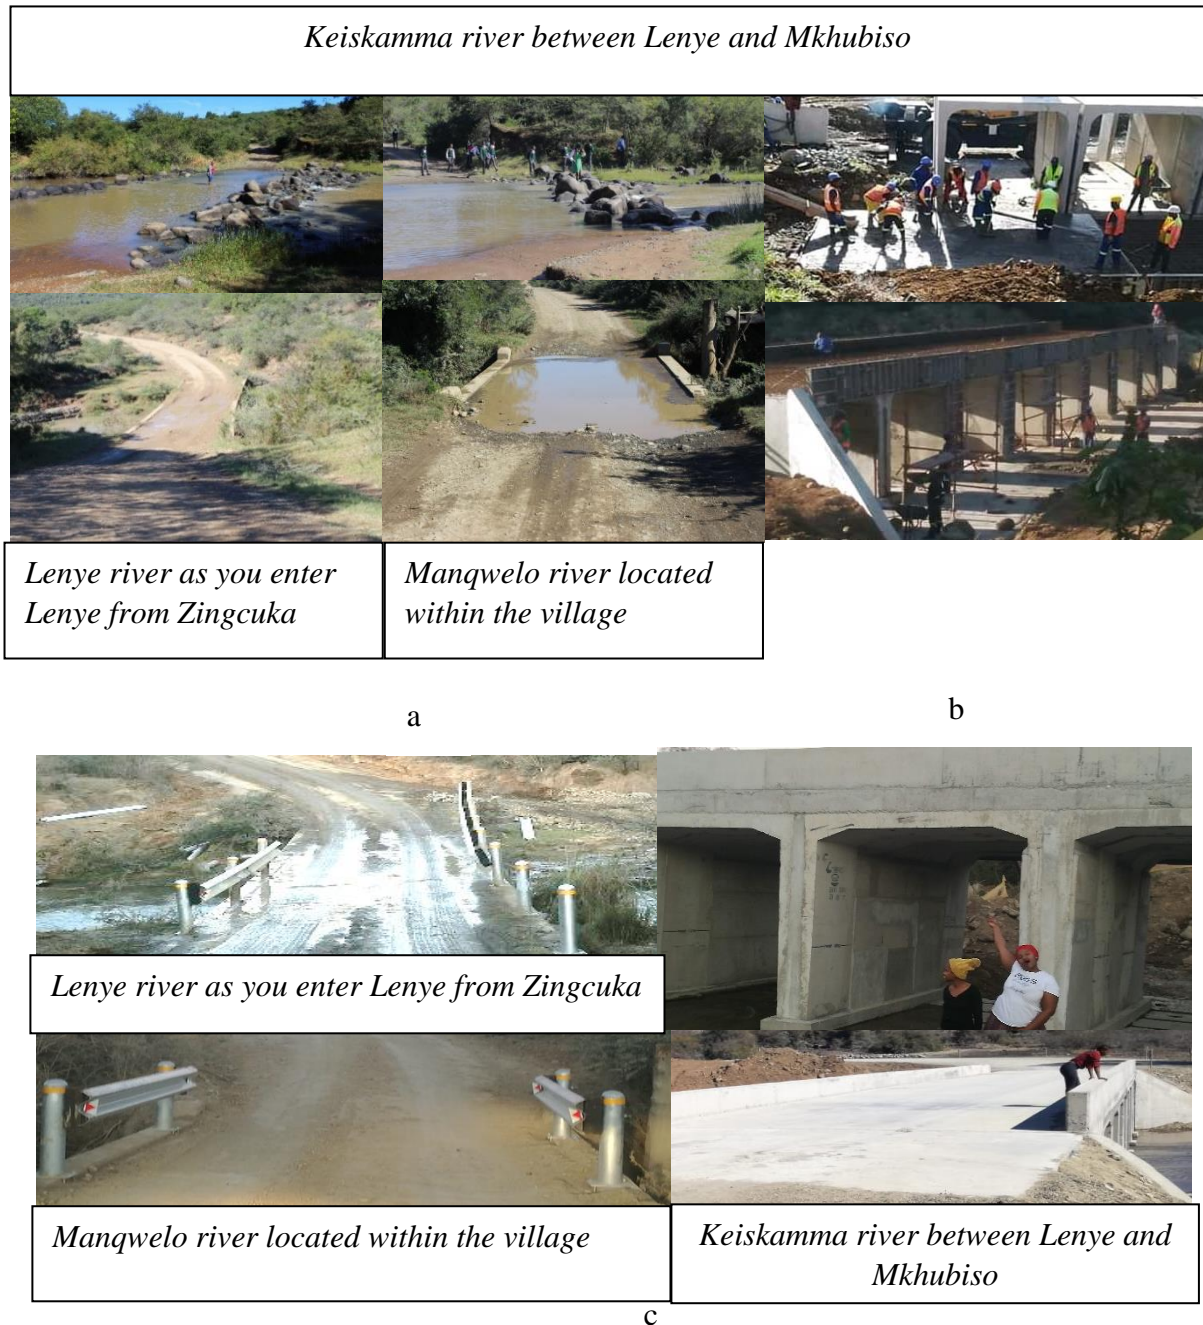 Keiskamma river between Lenye and Mkhubiso
Lenye river as you enter
Lenye from Zingcuka
Manqwelo river located
within the village
a
b
Lenye river as you enter Lenye from Zingcuka
Manqwelo river located within the village
Keiskamma river between Lenye and
Mkhubiso
c